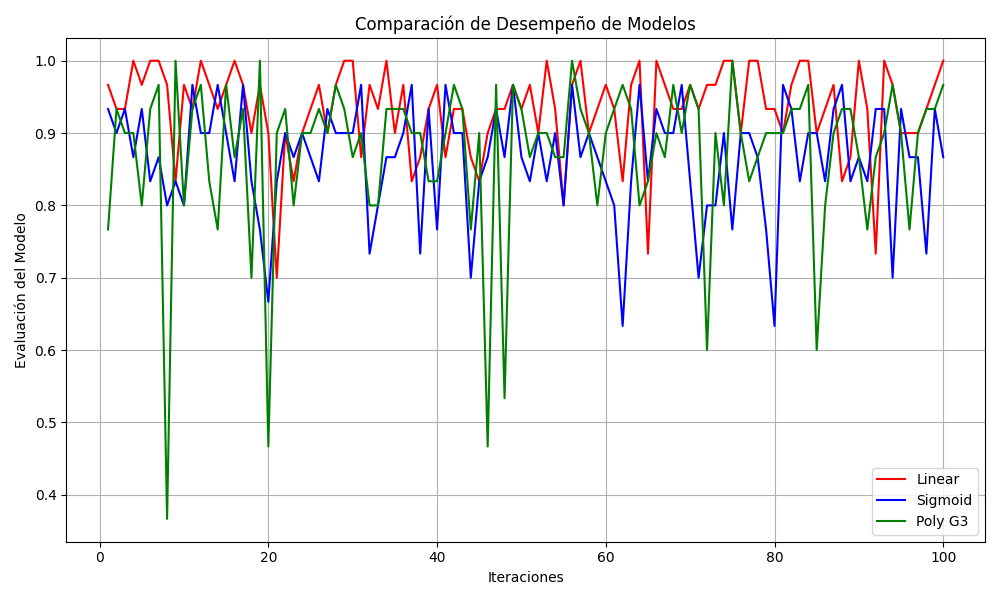 Comparación de Desempeño de Modelos
Evaluación del Modelo
1.0
0.9
0.8
0.7
0.6
0.5
0.4
0
20
40
60
80
100
Iteraciones
Linear
Sigmoid
Poly G3